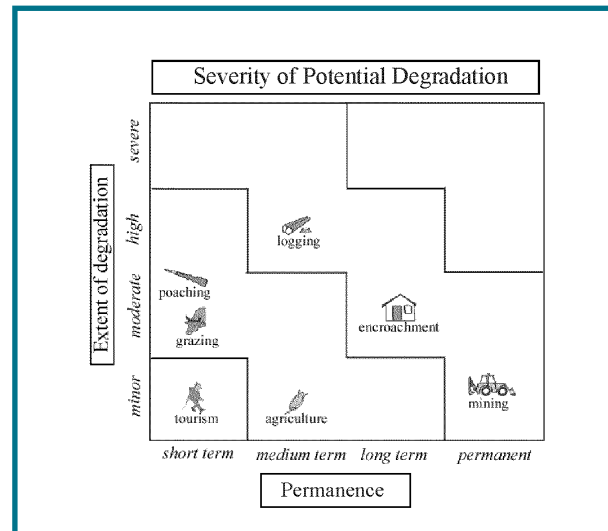 Severity of Potential Degradation
Extent of degradation
severe
high
moderate
minor
logging
poaching
grazing
encroachment
tourism
agriculture
mining
short term
medium term
long term
permanent
Permanence